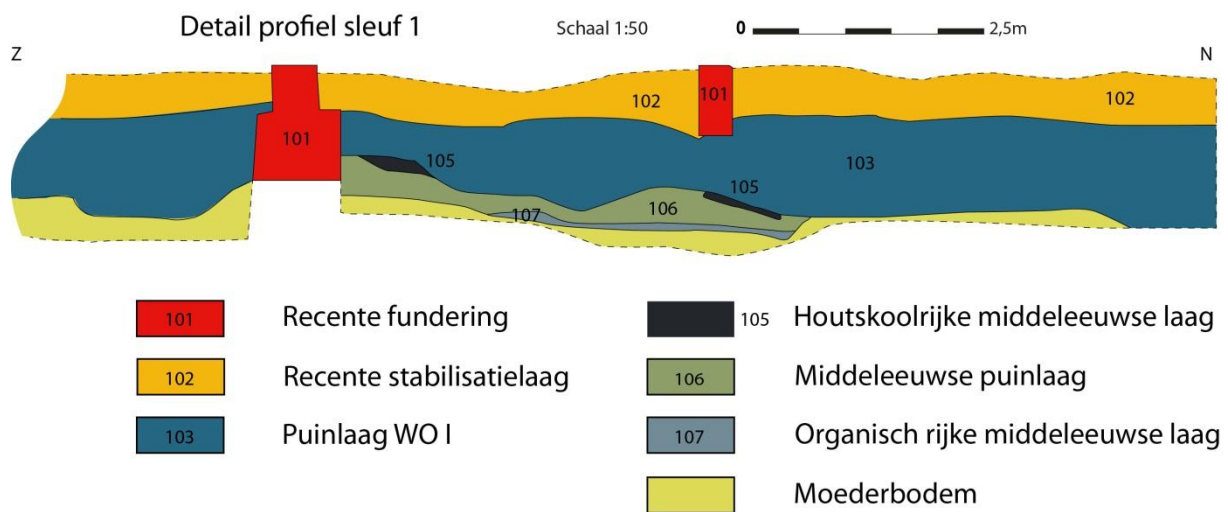 Detail profiel sleuf 1
Schaal 1:50
0
2,5m
Z
N
102
101
102
101
105
103
105
106
107
101 Recente fundering
102 Recente stabilisatielaag
103 Puinlaag WO I
105 Houtskoolrijke middeleeuwse laag
106 Middeleeuwse puinlaag
107 Organisch rijke middeleeuwse laag
Moederbodem